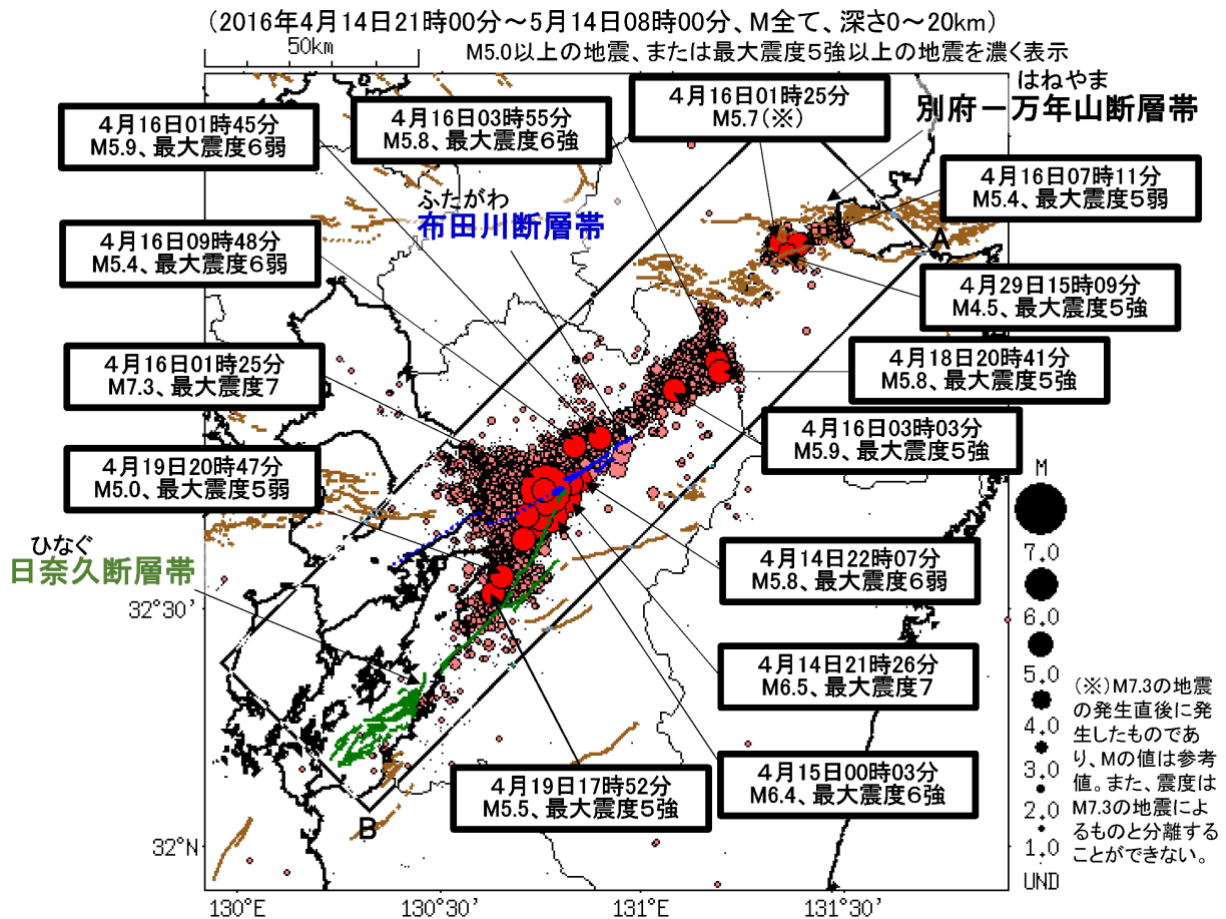 (2016年4月14日21時00分～5月14日08時00分、M全て、深さ0～20km)
50km
M5.0以上の地震、または最大震度5強以上の地震を濃く表示
はねやま
別府－万年山断層帯
４月16日01時45分
M5.9、最大震度６弱
４月16日03時55分
M5.8、最大震度６強
４月16日01時25分
M5.7(※)
４月16日07時11分
M5.4、最大震度５弱
ふたがわ
布田川断層帯
４月16日09時48分
M5.4、最大震度６弱
A
４月29日15時09分
M4.5、最大震度５強
４月16日01時25分
M7.3、最大震度７
４月18日20時41分
M5.8、最大震度５強
４月16日03時03分
M5.9、最大震度５強
４月19日20時47分
M5.0、最大震度５弱
ひなぐ
日奈久断層帯
４月14日22時07分
M5.8、最大震度６弱
４月14日21時26分
M6.5、最大震度７
４月15日00時03分
M6.4、最大震度６強
４月19日17時52分
M5.5、最大震度５強
B
M
7.0
6.0
5.0
4.0
3.0
2.0
1.0
UND
(※)M7.3の地震
の発生直後に発
生したものであ
り、Mの値は参考
値。また、震度は
M7.3の地震によ
るものと分離する
ことができない。
32°30'
32°N
130°E
130°30'
131°E
131°30'